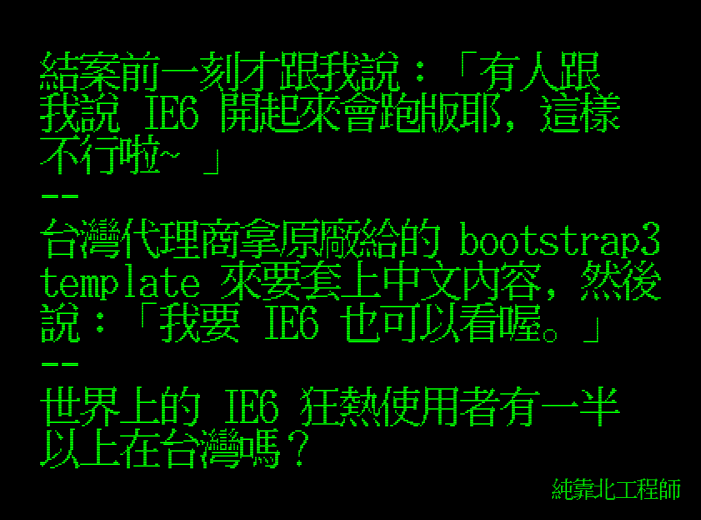 結案前一刻才跟我說：「有人跟
我說 IE6 開起來會跑版耶, 這樣
不行啦~ 」
--
台灣代理商拿原廠給的 bootstrap3
template 來要套上中文內容, 然後
說：「我要 IE6 也可以看喔。」
--
世界上的 IE6 狂熱使用者有一半
以上在台灣嗎？
純靠北工程師